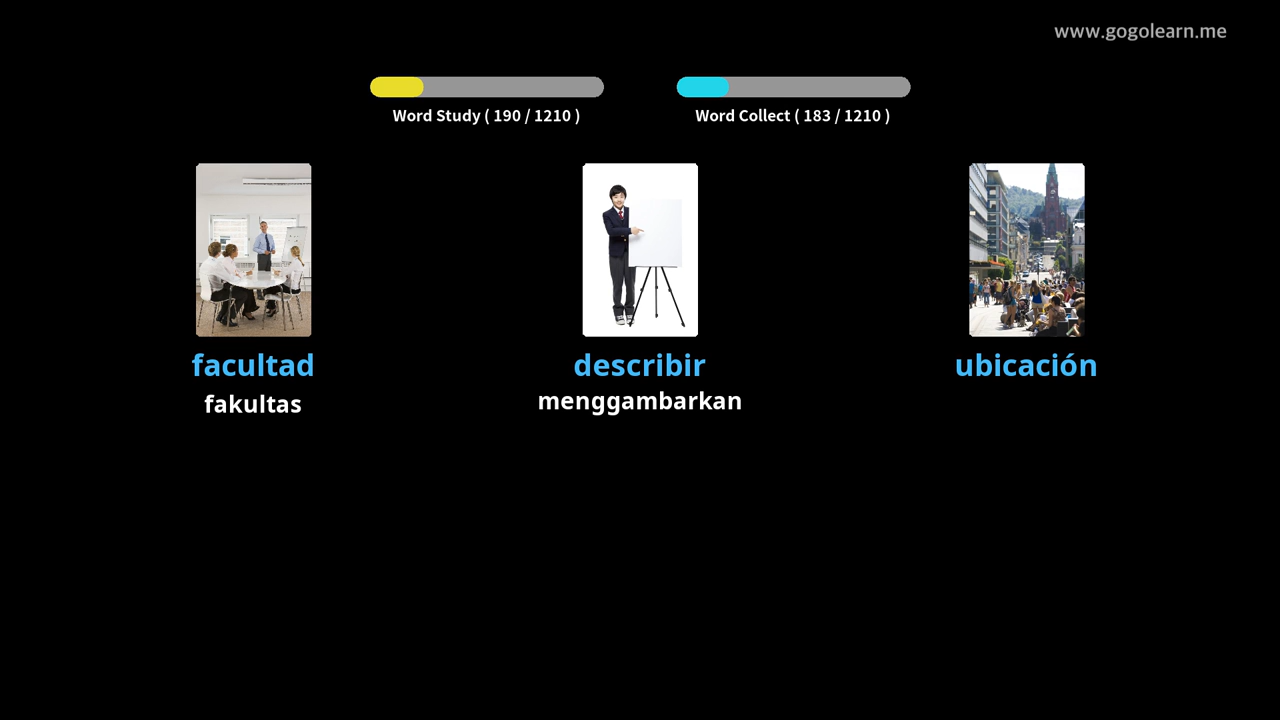 www.gogolearn.me
Word Study ( 190 / 1210 )
Word Collect ( 183 / 1210 )
facultad
fakultas
describir
menggambarkan
ubicación